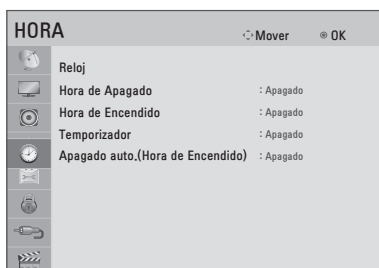 HORA Mover OK
Reloj
Hora de Apagado : Apagado
Hora de Encendido : Apagado
Temporizador : Apagado
Apagado auto.(Hora de Encendido) : Apagado